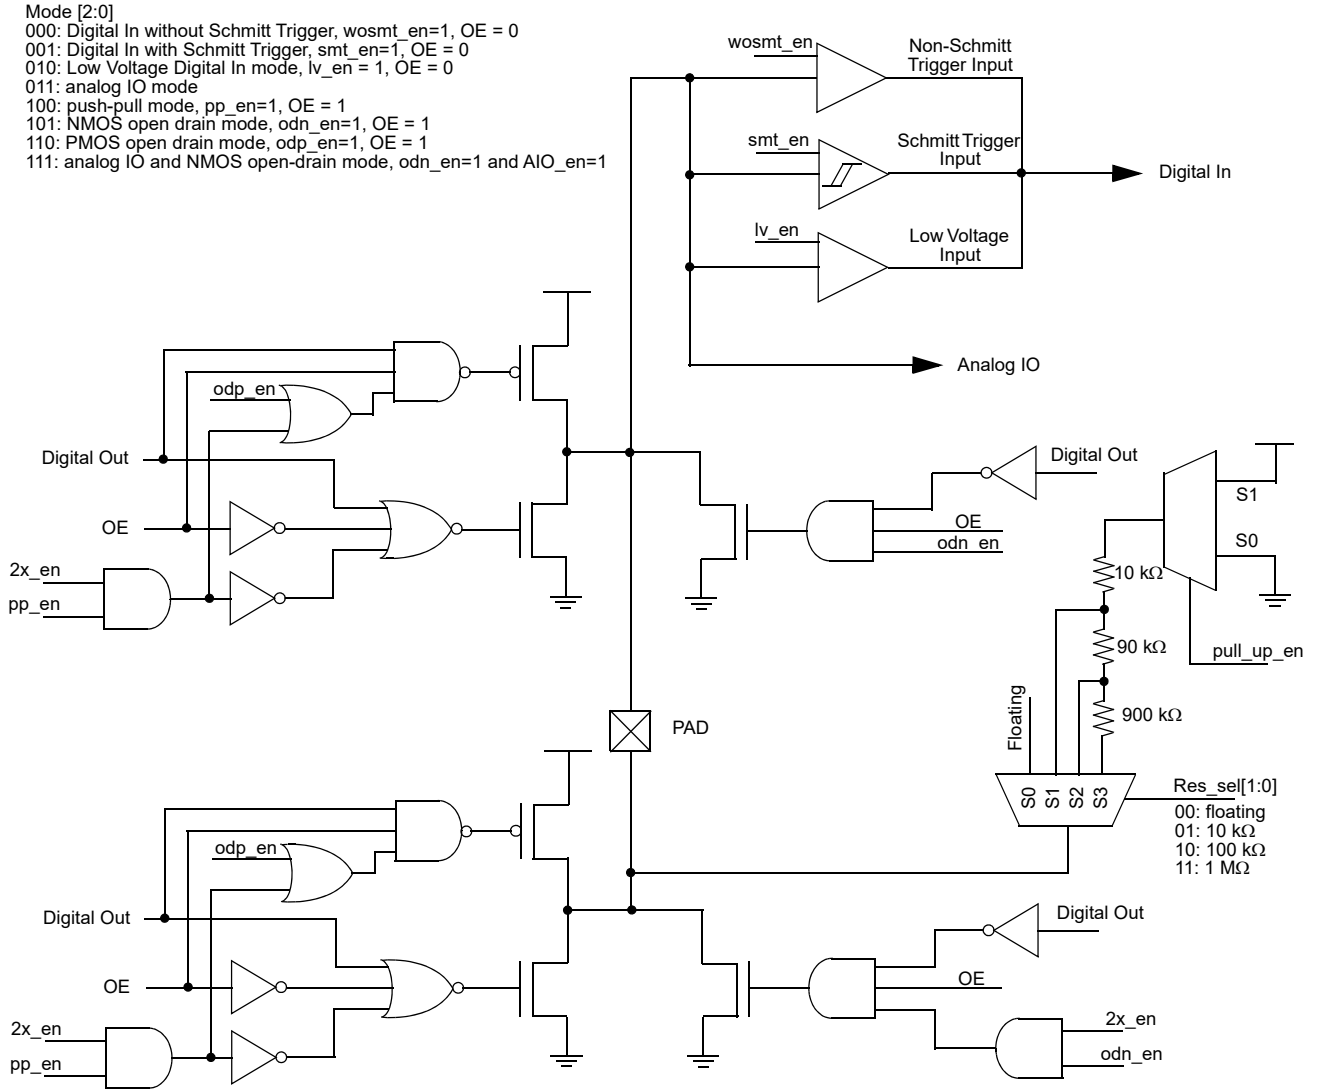 Mode [2:0]
000: Digital In without Schmitt Trigger, wosmt_en=1, OE = 0
001: Digital In with Schmitt Trigger, smt_en=1, OE = 0
010: Low Voltage Digital In mode, lv_en = 1, OE = 0
011: analog IO mode
100: push-pull mode, pp_en=1, OE = 1
101: NMOS open drain mode, odn_en=1, OE = 1
110: PMOS open drain mode, odp_en=1, OE = 1
111: analog IO and NMOS open-drain mode, odn_en=1 and AIO_en=1
wosmt_en
Non-Schmitt
Trigger Input
smt_en
Schmitt Trigger
Input
Digital In
lv_en
Low Voltage
Input
Analog IO
odp_en
Digital Out
OE
2x_en
pp_en
Digital Out
OE
odn_en
S1
S0
10 kΩ
pull_up_en
90 kΩ
900 kΩ
Floating
PAD
S0
S1
S2
S3
Res_sel[1:0]
00: floating
01: 10 kΩ
10: 100 kΩ
11: 1 MΩ
odp_en
Digital Out
OE
2x_en
pp_en
Digital Out
OE
2x_en
odn_en